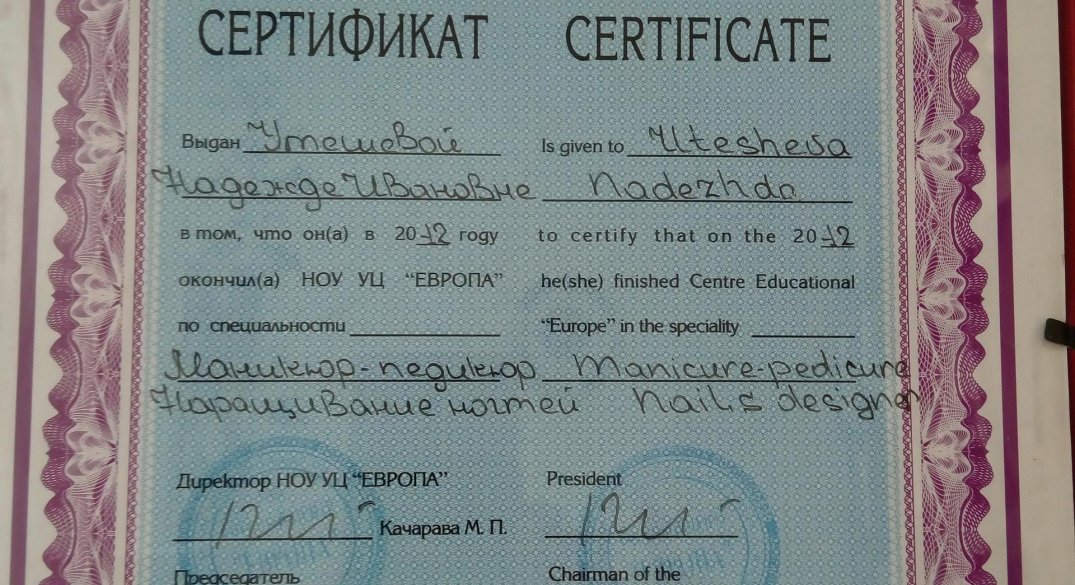 СЕРТИФИКАТ
Выдан Утешевой
Надежде Ивановне
в том, что он(а) в 2012 году
окончил(а) НОУ УЦ “ЕВРОПА”
по специальности
Маникюр-педикюр
Наращивание ногтей
Директор НОУ УЦ “ЕВРОПА”
Качарава М. П.
Председатель
CERTIFICATE
Is given to Utesheva
Nadezhda
to certify that on the 2012
he(she) finished Centre Educational
“Europe” in the speciality
Manicure-pedicure
Nails designer
President
Chairman of the